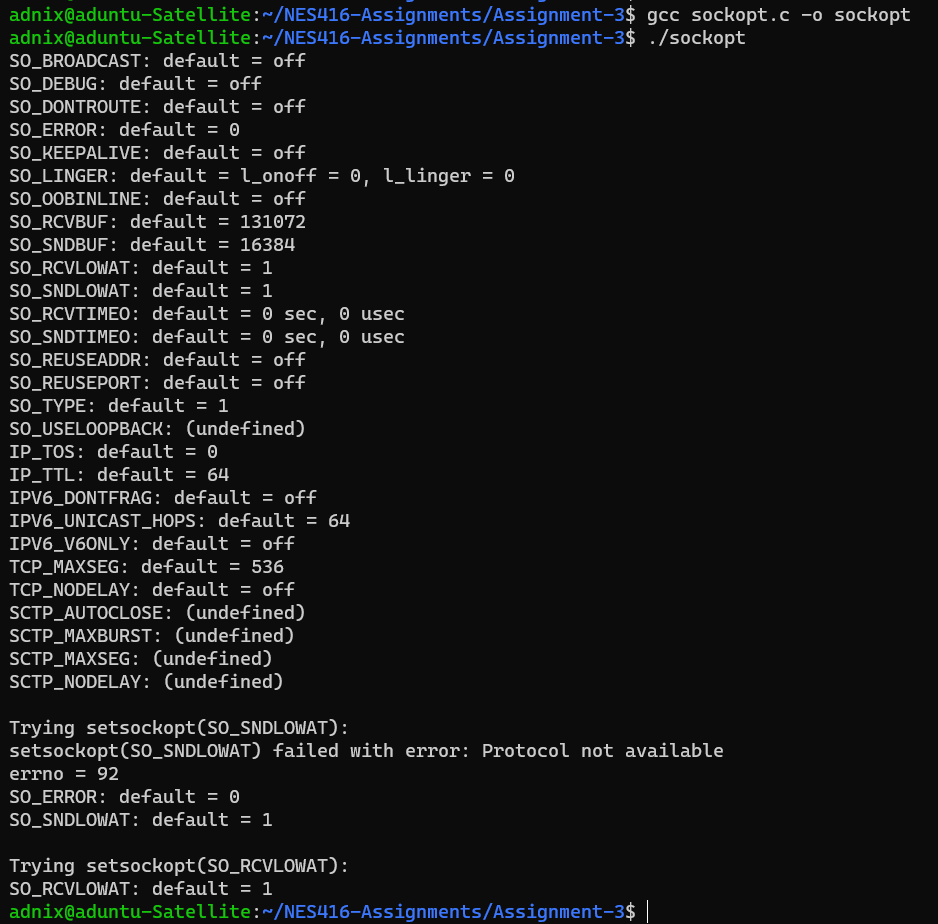 adnix@aduntu-Satellite:~/NES416-Assignments/Assignment-3$ gcc sockopt.c -o sockopt
adnix@aduntu-Satellite:~/NES416-Assignments/Assignment-3$ ./sockopt
SO_BROADCAST: default = off
SO_DEBUG: default = off
SO_DONTROUTE: default = off
SO_ERROR: default = 0
SO_KEEPALIVE: default = off
SO_LINGER: default = l_onoff = 0, l_linger = 0
SO_OOBINLINE: default = off
SO_RCVBUF: default = 131072
SO_SNDBUF: default = 16384
SO_RCVLOWAT: default = 1
SO_SNDLOWAT: default = 1
SO_RCVTIMEO: default = 0 sec, 0 usec
SO_SNDTIMEO: default = 0 sec, 0 usec
SO_REUSEADDR: default = off
SO_REUSEPORT: default = off
SO_TYPE: default = 1
SO_USELOOPBACK: (undefined)
IP_TOS: default = 0
IP_TTL: default = 64
IPV6_DONTFRAG: default = off
IPV6_UNICAST_HOPS: default = 64
IPV6_V6ONLY: default = off
TCP_MAXSEG: default = 536
TCP_NODELAY: default = off
SCTP_AUTOCLOSE: (undefined)
SCTP_MAXBURST: (undefined)
SCTP_MAXSEG: (undefined)
SCTP_NODELAY: (undefined)

Trying setsockopt(SO_SNDLOWAT):
setsockopt(SO_SNDLOWAT) failed with error: Protocol not available
errno = 92
SO_ERROR: default = 0
SO_SNDLOWAT: default = 1

Trying setsockopt(SO_RCVLOWAT):
SO_RCVLOWAT: default = 1
adnix@aduntu-Satellite:~/NES416-Assignments/Assignment-3$